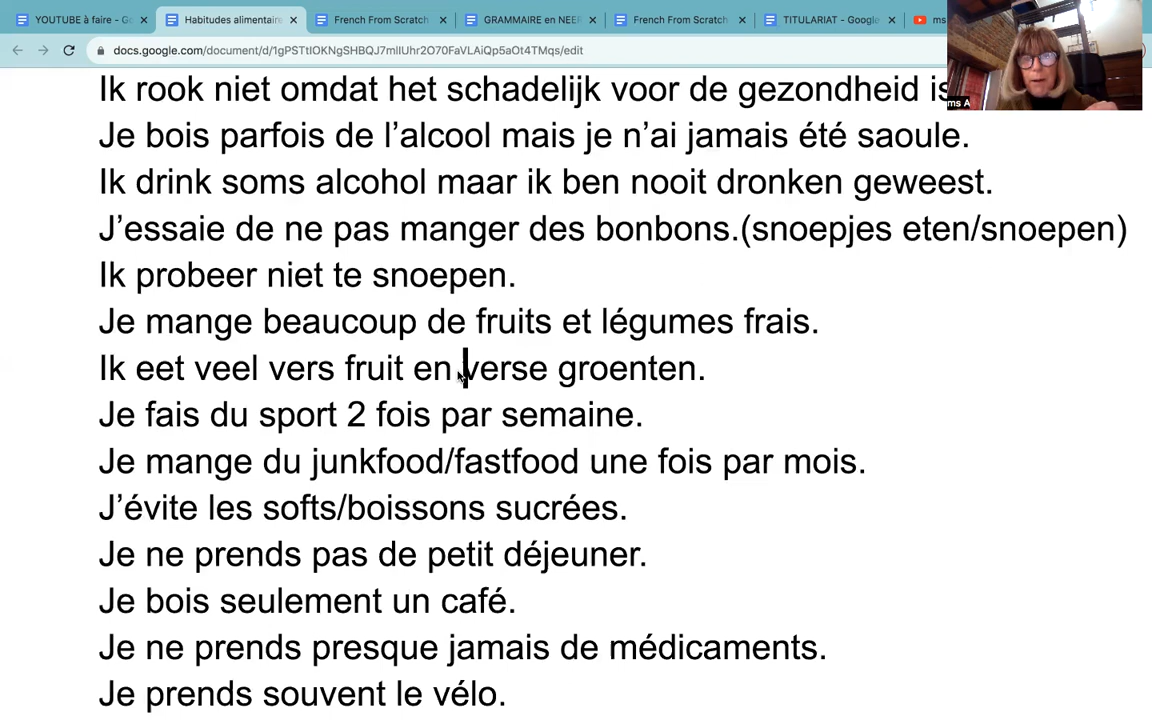 YOUTUBE à faire - G
Habitudes alimentaire
French From Scratch
GRAMMAIRE en NEER
French From Scratch
TITULARIAT - Google
ms
docs.google.com/document/d/1gPSTtIOKNgSHBQJ7mlIUhr2O70FaVLAiQp5aOt4TMqs/edit
ms A
Ik rook niet omdat het schadelijk voor de gezondheid is
Je bois parfois de l’alcool mais je n’ai jamais été saoule.
Ik drink soms alcohol maar ik ben nooit dronken geweest.
J’essaie de ne pas manger des bonbons.(snoepjes eten/snoepen)
Ik probeer niet te snoepen.
Je mange beaucoup de fruits et légumes frais.
Ik eet veel vers fruit en verse groenten.
Je fais du sport 2 fois par semaine.
Je mange du junkfood/fastfood une fois par mois.
J’évite les softs/boissons sucrées.
Je ne prends pas de petit déjeuner.
Je bois seulement un café.
Je ne prends presque jamais de médicaments.
Je prends souvent le vélo.